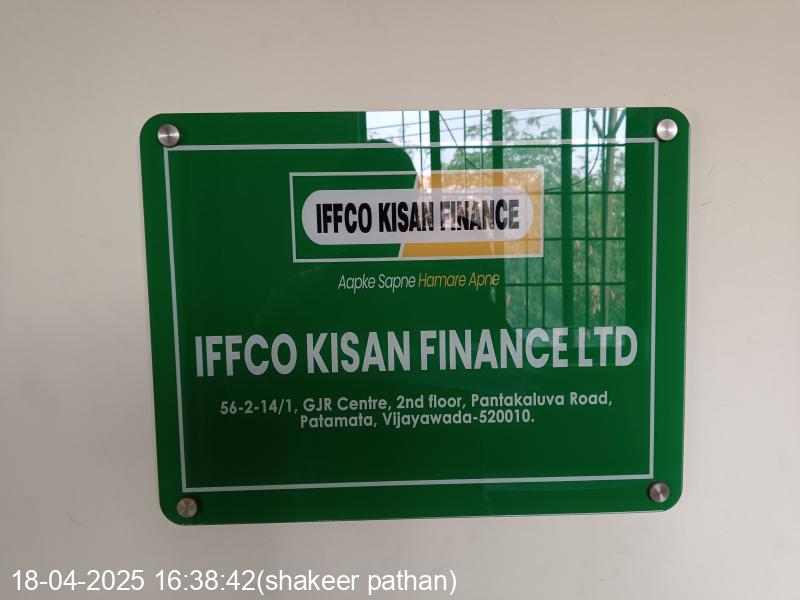 IFFCO KISAN FINANCE
Aapke Sapne Hamare Apne
IFFCO KISAN FINANCE LTD
56-2-14/1, GJR Centre, 2nd floor, Pantakaluva Road,
Patamata, Vijayawada-520010.
18-04-2025 16:38:42(shakeer pathan)